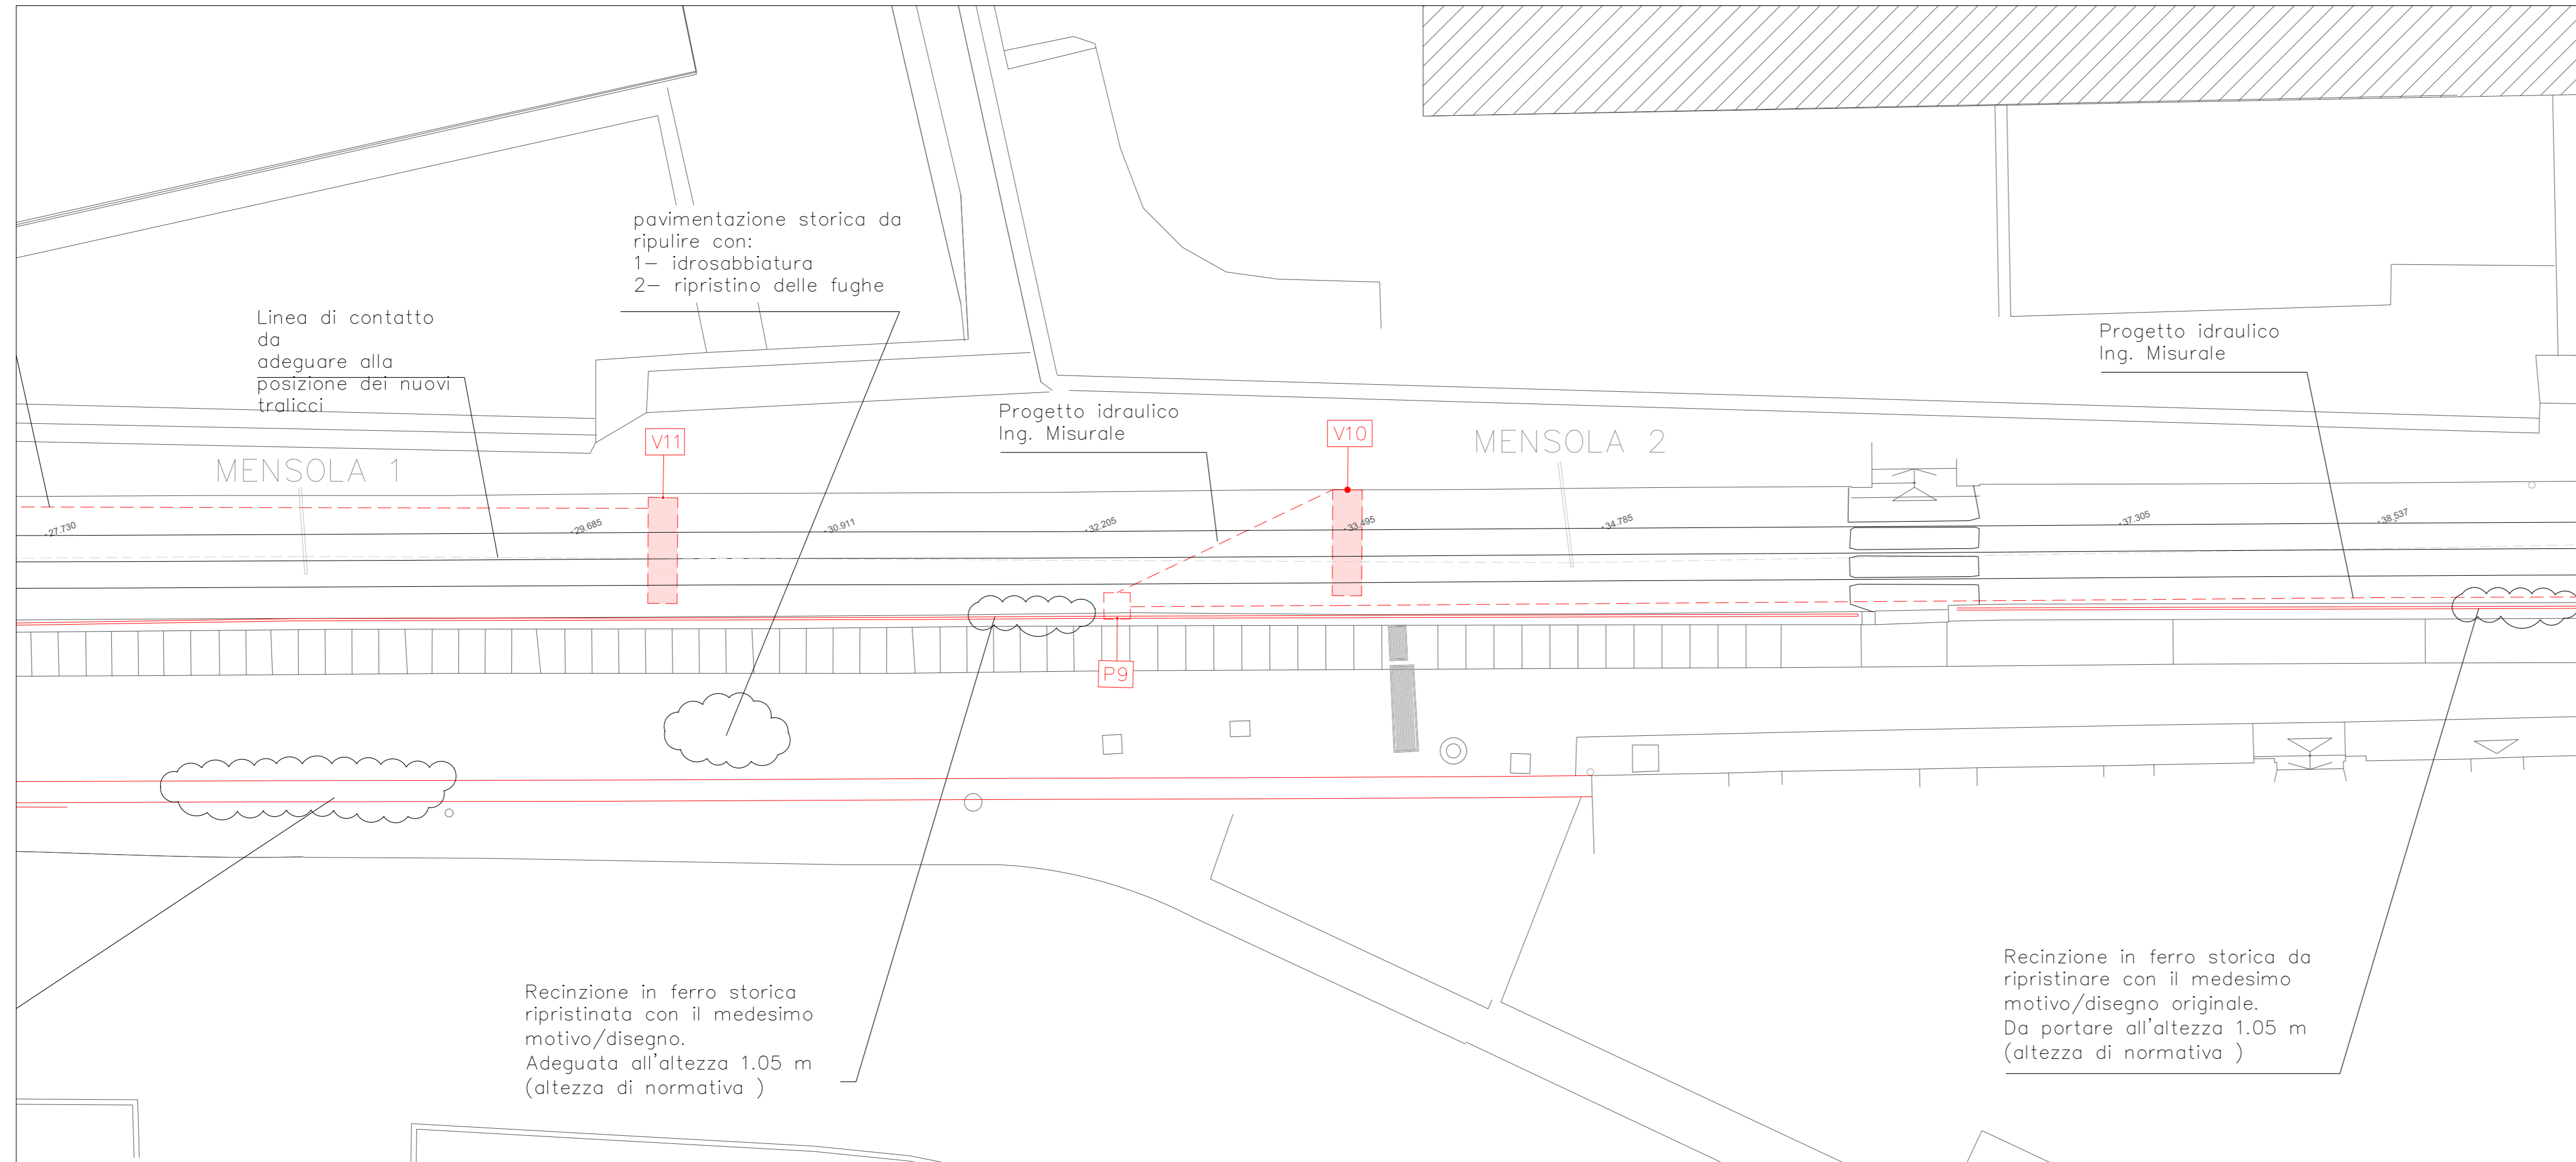 pavimentazione storica da
ripulire con:
1- idrosabbiatura
2- ripristino delle fughe
Linea di contatto
da
adeguare alla
posizione dei nuovi
tralicci
Progetto idraulico
Ing. Misurale
Progetto idraulico
Ing. Misurale
V11
V10
MENSOLA 1
MENSOLA 2
27.730
29.685
30.911
32.205
33.495
34.785
37.305
38.537
P9
Recinzione in ferro storica
ripristinata con il medesimo
motivo/disegno.
Adeguata all'altezza 1.05 m
(altezza di normativa )
Recinzione in ferro storica da
ripristinare con il medesimo
motivo/disegno originale.
Da portare all'altezza 1.05 m
(altezza di normativa )